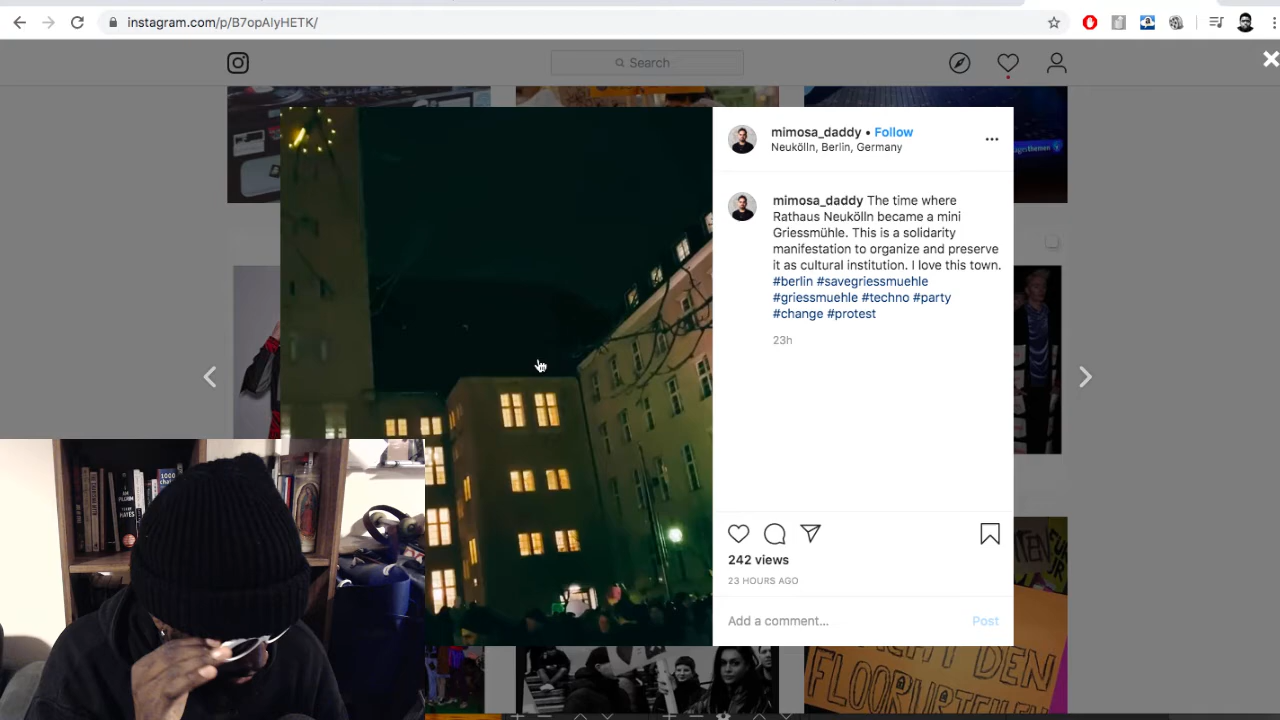 instagram.com/p/B7opAlyHETK/
Search
mimosa_daddy • Follow
Neukölln, Berlin, Germany
tagesthemen
mimosa_daddy The time where
Rathaus Neukölln became a mini
Griessmühle. This is a solidarity
manifestation to organize and preserve
it as cultural institution. I love this town.
#berlin #savegriessmuehle
#griessmuehle #techno #party
#change #protest
23h
242 views
23 HOURS AGO
Add a comment... Post
DEN